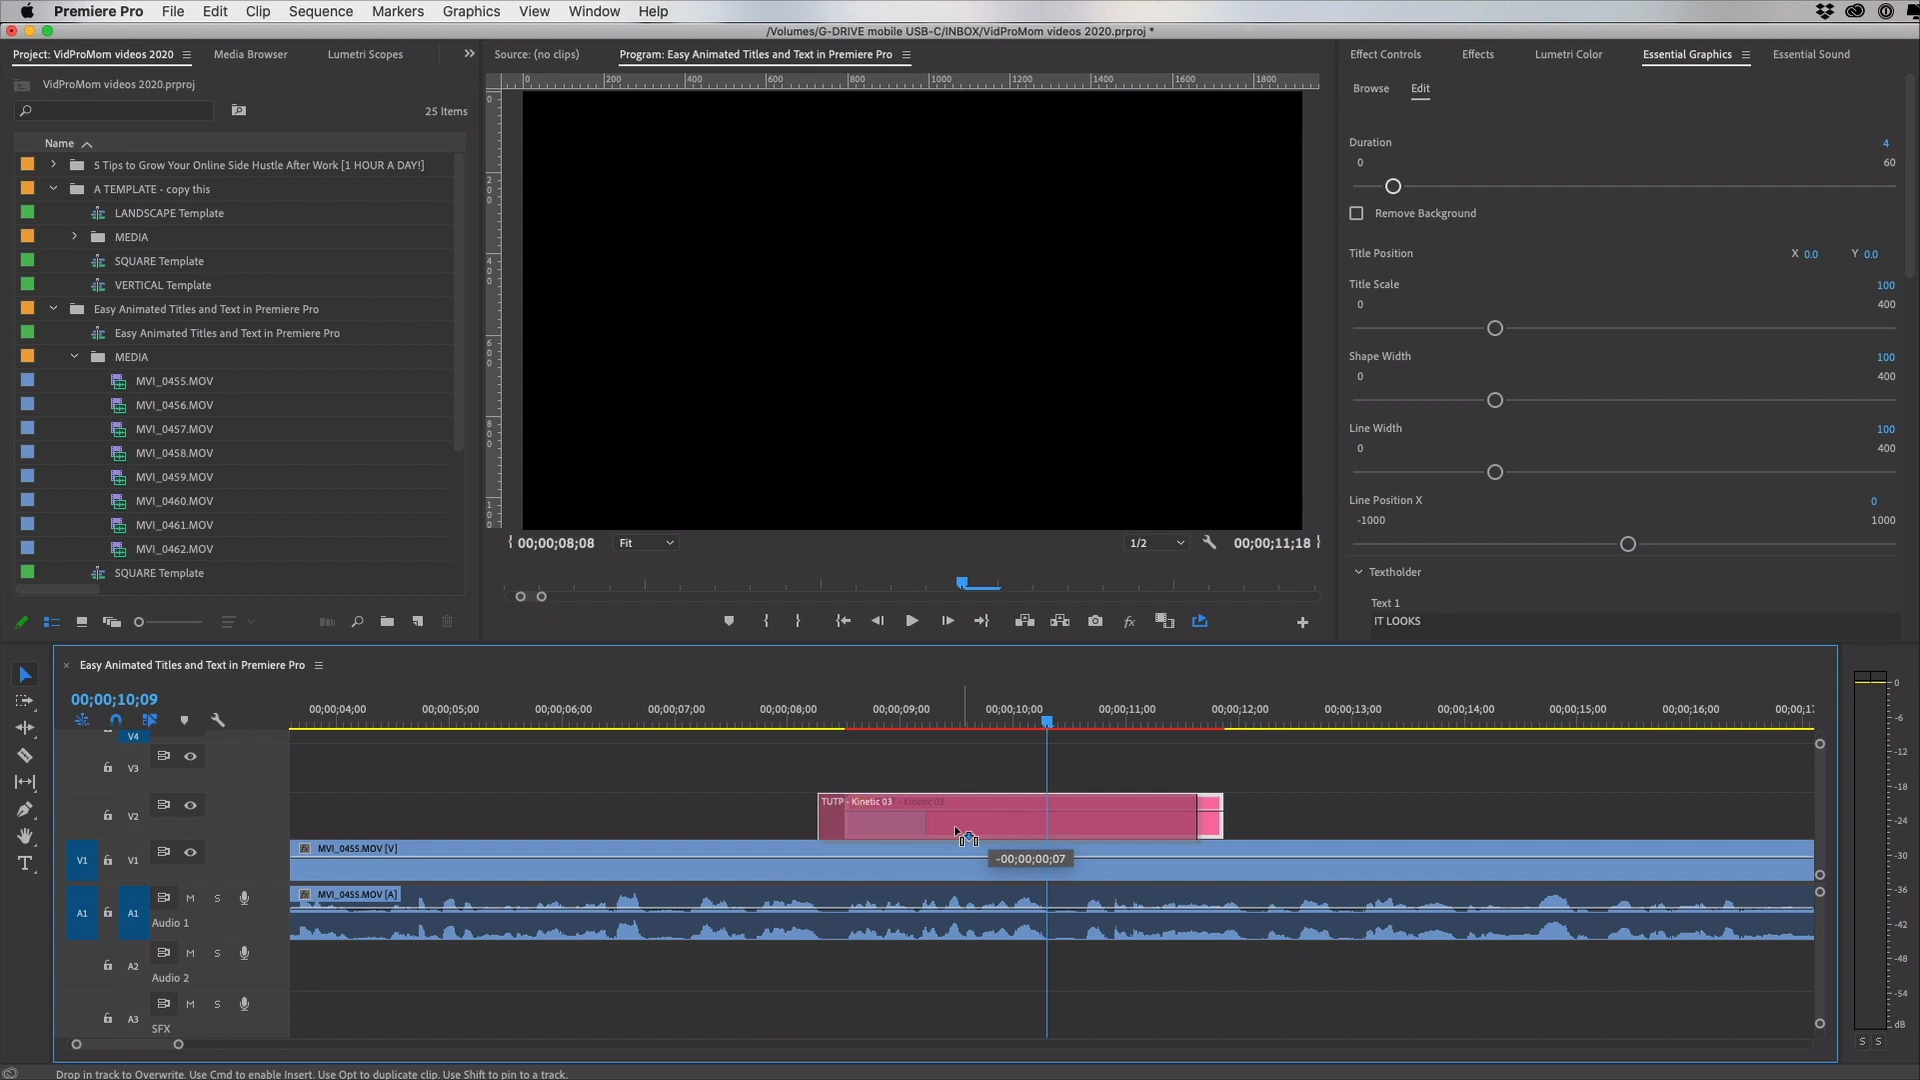 Premiere Pro File Edit Clip Sequence Markers Graphics View Window Help
/Volumes/G-DRIVE mobile USB-C/INBOX/VidProMom videos 2020.prproj *
Project: VidProMom videos 2020 Media Browser Lumetri Scopes
VidProMom videos 2020.prproj
25 Items
Name
5 Tips to Grow Your Online Side Hustle After Work [1 HOUR A DAY!]
A TEMPLATE - copy this
LANDSCAPE Template
MEDIA
SQUARE Template
VERTICAL Template
Easy Animated Titles and Text in Premiere Pro
Easy Animated Titles and Text in Premiere Pro
MEDIA
MVI_0455.MOV
MVI_0456.MOV
MVI_0457.MOV
MVI_0458.MOV
MVI_0459.MOV
MVI_0460.MOV
MVI_0461.MOV
MVI_0462.MOV
SQUARE Template
Source: (no clips) Program: Easy Animated Titles and Text in Premiere Pro
0 200 400 600 800 1000 1200 1400 1600 1800
0
200
400
600
800
100
00;00;08;08 Fit 1/2 00;00;11;18
Effect Controls Effects Lumetri Color Essential Graphics Essential Sound
Browse Edit
Duration 4
0 60
Remove Background
Title Position X 0.0 Y 0.0
Title Scale 100
0 400
Shape Width 100
0 400
Line Width 100
0 400
Line Position X 0
-1000 1000
Textholder
Text 1
IT LOOKS
Easy Animated Titles and Text in Premiere Pro
00;00;10;09
00;00;04;00 00;00;05;00 00;00;06;00 00;00;07;00 00;00;08;00 00;00;09;00 00;00;10;00 00;00;11;00 00;00;12;00 00;00;13;00 00;00;14;00 00;00;15;00 00;00;16;00 00;00;17
V4
V3
V2
TUTP - Kinetic 03 - Kinetic 03
V1 V1
fx MVI_0455.MOV [V]
-00;00;00;07
fx MVI_0455.MOV [A]
A1 A1 M S
Audio 1
A2 M S
Audio 2
A3 M S
SFX
0
-6
-12
-18
-24
-30
-36
-42
-48
-54
dB
S S
Drop in track to Overwrite. Use Cmd to enable Insert. Use Opt to duplicate clip. Use Shift to pin to a track.